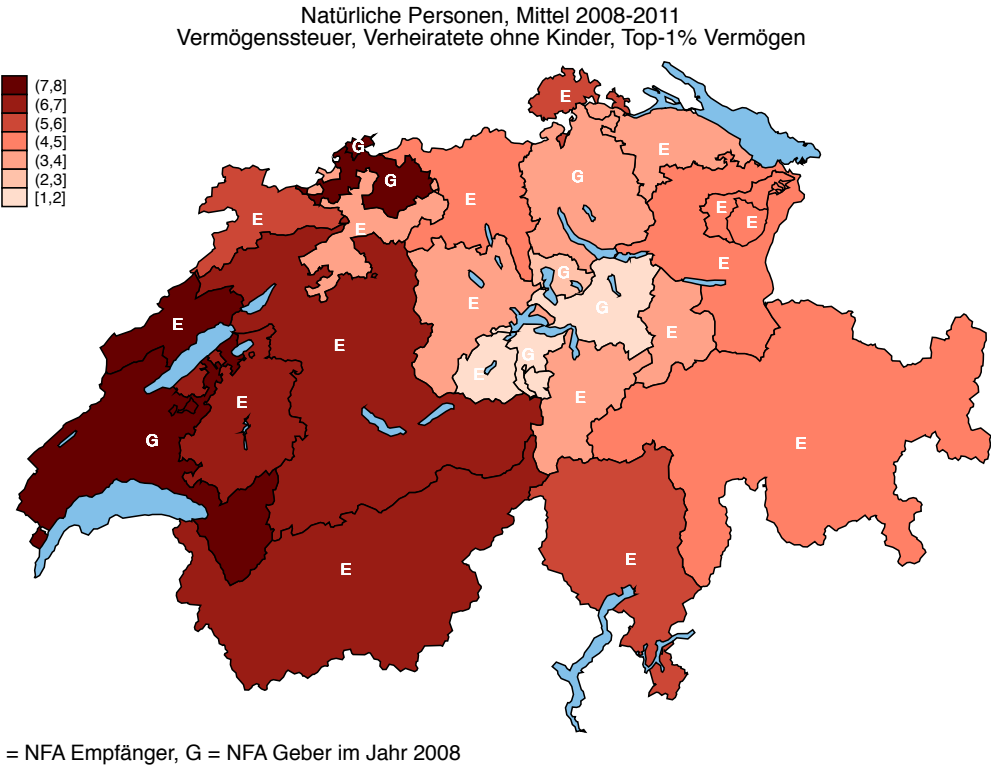 Natürliche Personen, Mittel 2008-2011
Vermögenssteuer, Verheiratete ohne Kinder, Top-1% Vermögen
(7,8]
(6,7]
(5,6]
(4,5]
(3,4]
(2,3]
[1,2]
E
G
E
G
G
E
E
E
E
E
E
E
G
E
G
E
E
E
G
E
E
E
G
E
E
E
= NFA Empfänger, G = NFA Geber im Jahr 2008